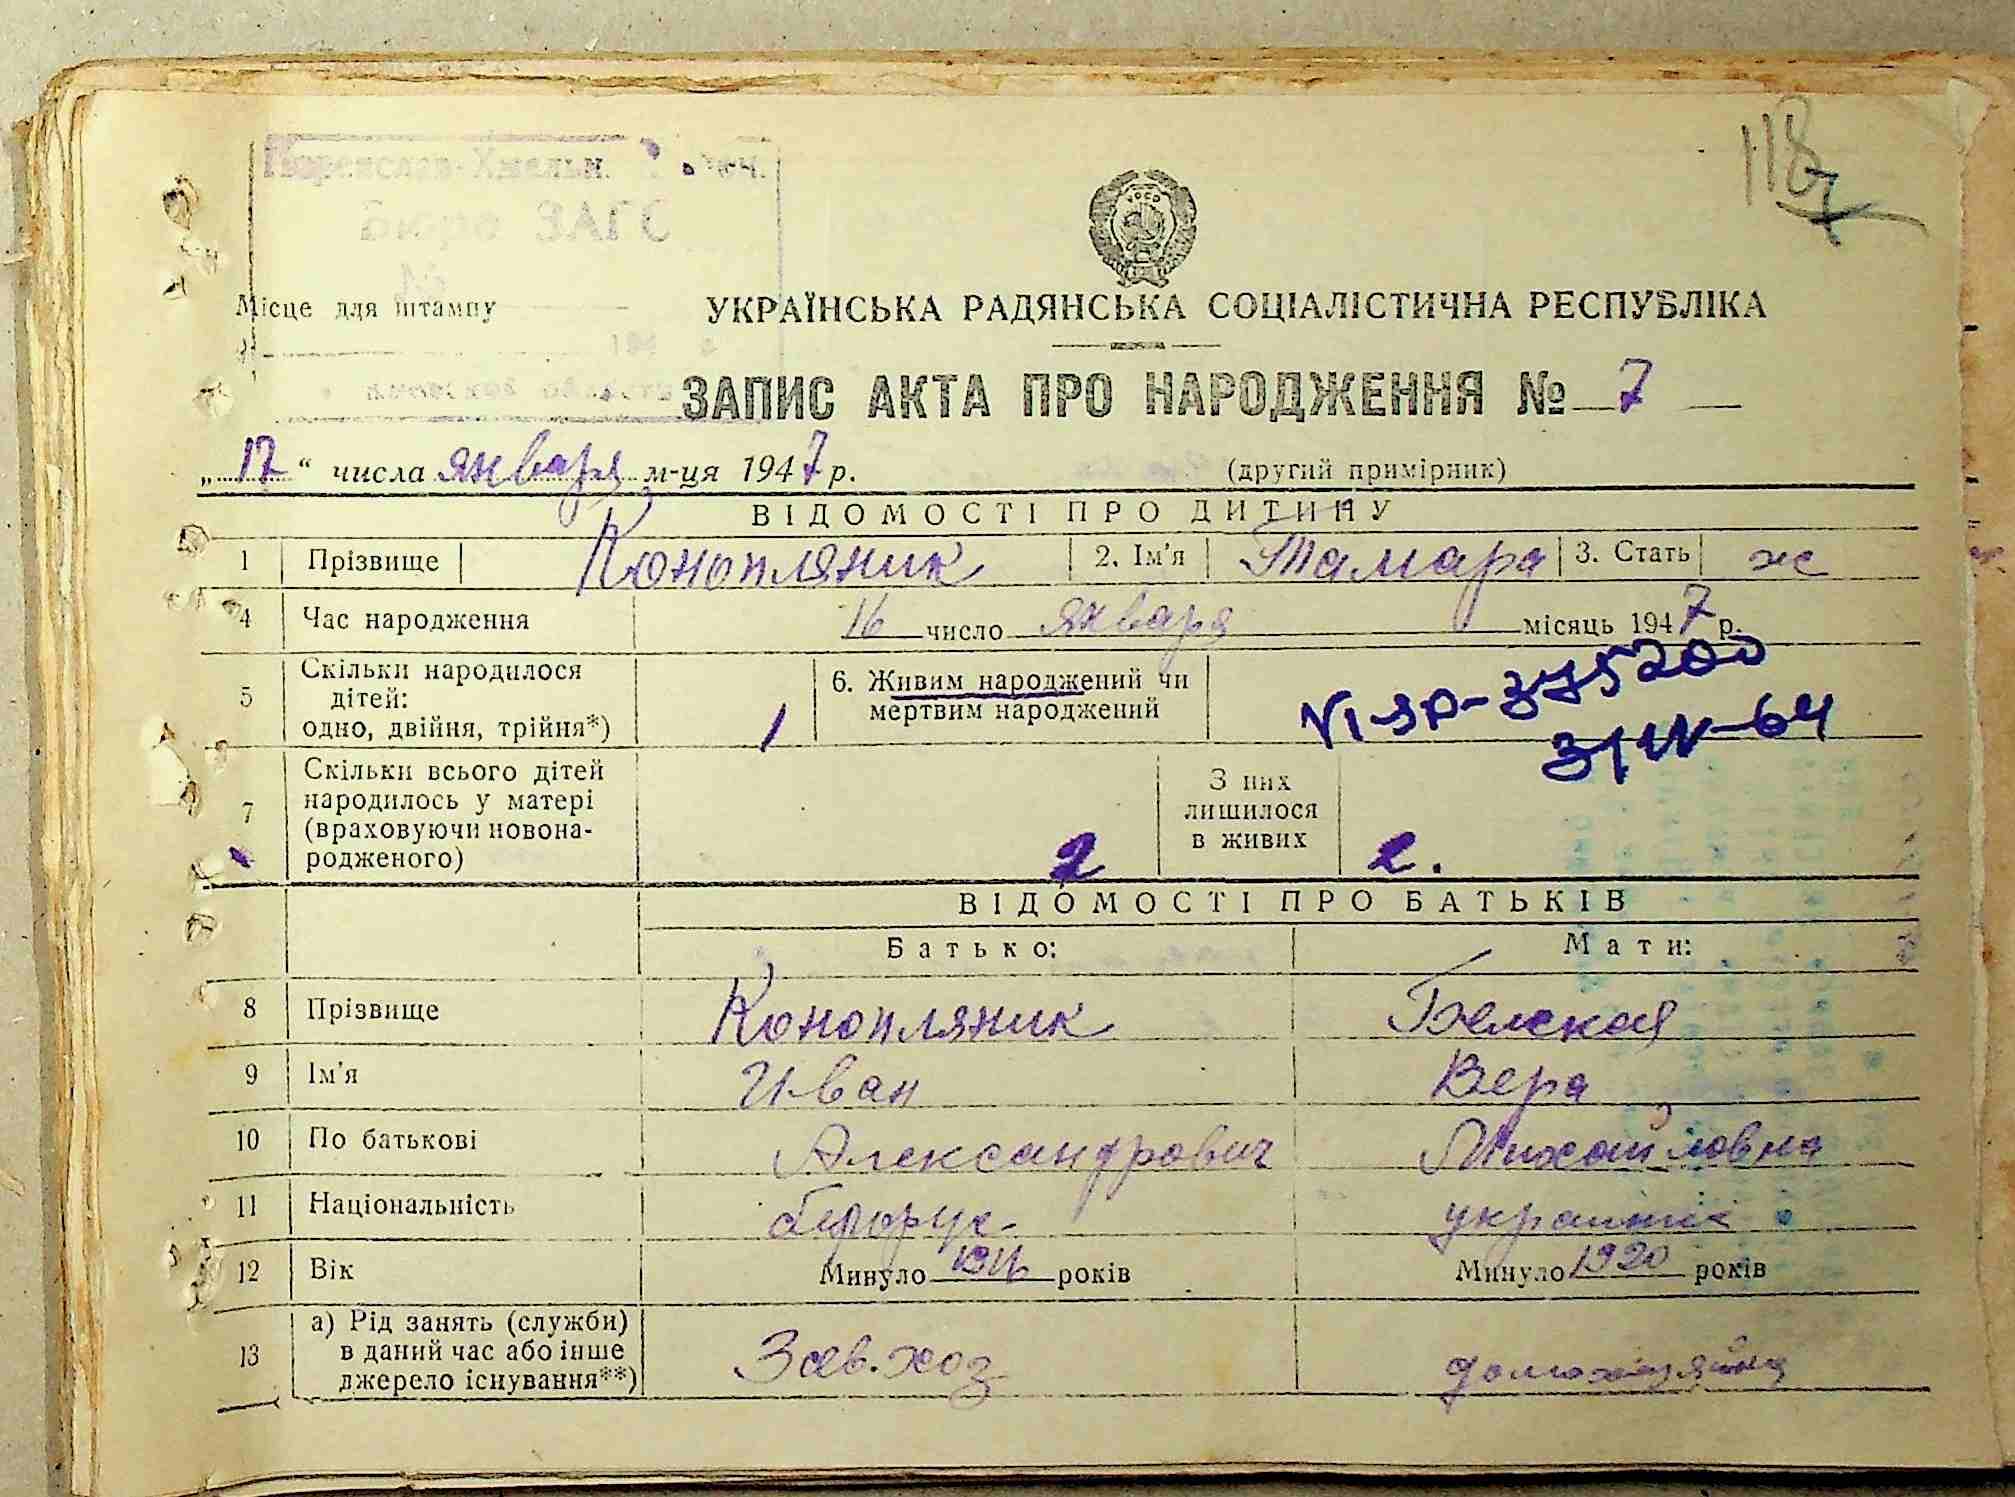 118
7
Бюро ЗАГС
Місце для штампу
УКРАЇНСЬКА РАДЯНСЬКА СОЦІАЛІСТИЧНА РЕСПУБЛІКА
ЗАПИС АКТА ПРО НАРОДЖЕННЯ № 7
„17“ числа января м-ця 1947 р. (другий примірник)
ВІДОМОСТІ ПРО ДИТИНУ
1 Прізвище Конопляник 2. Ім'я Тамара 3. Стать ж
4 Час народження 16 число января місяць 1947 р.
5 Скільки народилося дітей: одно, двійня, трійня*) 1 6. Живим народжений чи мертвим народжений
375200
7 Скільки всього дітей народилось у матері (враховуючи новонародженого) 2 З них лишилося в живих 2.
ВІДОМОСТІ ПРО БАТЬКІВ
Батько: Мати:
8 Прізвище Конопляник Бельская
9 Ім'я Иван Вера
10 По батькові Александрович Михайловна
11 Національність
12 Вік Минуло 1916 років Минуло 1920 років
13 а) Рід занять (служби) в даний час або інше джерело існування**) Зав.хоз домохозяйка